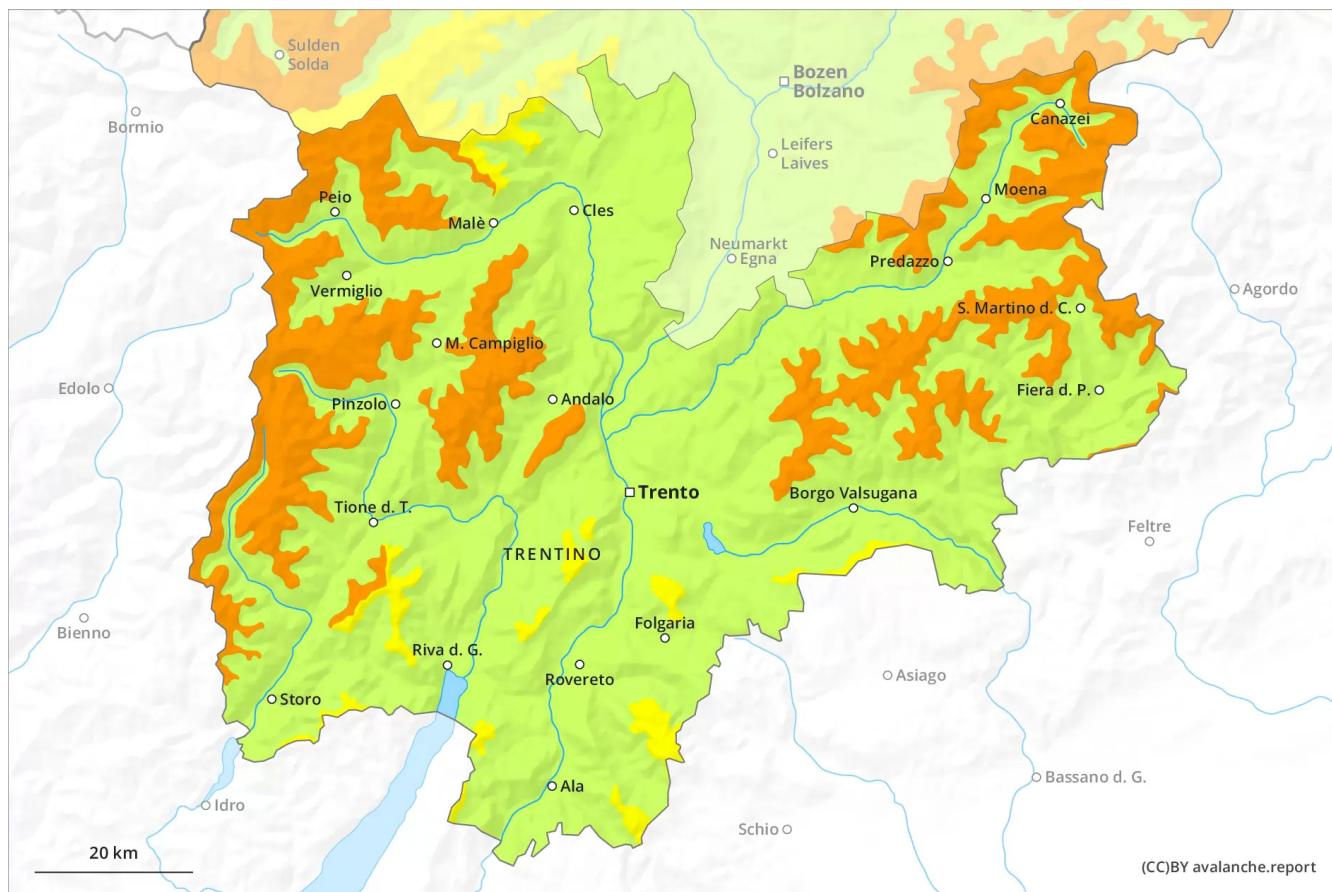 Sulden
Solda
Bozen
Bolzano
Bormio
Canazei
Leifers
Laives
Peio
Moena
Malè
Cles
Neumarkt
Egna
Predazzo
Vermiglio
Agordo
S. Martino d. C.
M. Campiglio
Edolo
Fiera d. P.
Pinzolo
Andalo
Trento
Borgo Valsugana
Tione d. T.
Feltre
TRENTINO
Bienno
Folgaria
Riva d. G.
Rovereto
Asiago
Storo
Bassano d. G.
Ala
Idro
Schio
20 km
(CC)BY avalanche.report